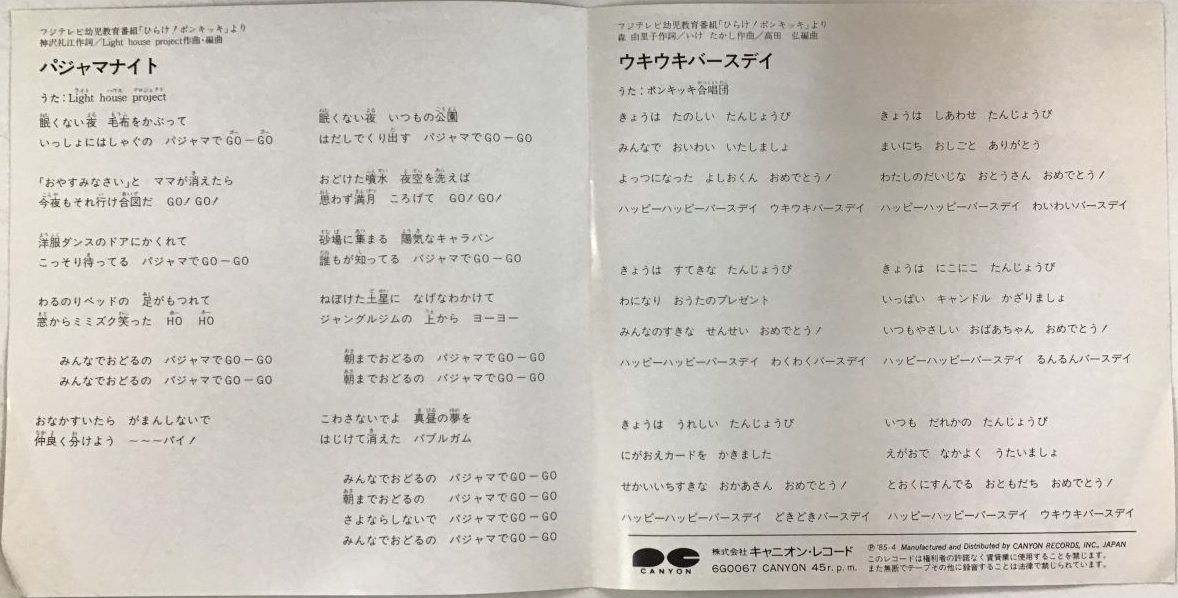 フジテレビ幼児教育番組「ひらけ！ポンキッキ」より
神沢礼江作詞／Light house project作曲・編曲
パジャマナイト
うた：Light house project
眠くない夜　毛布をかぶって
いっしょにはしゃぐの　パジャマでGO－GO
「おやすみなさい」と　ママが消えたら
今夜もそれ行け合図だ　GO！GO！
洋服ダンスのドアにかくれて
こっそり待ってる　パジャマでGO－GO
わるのりベッドの　足がもつれて
窓からミミズク笑った　HO　HO
みんなでおどるの　パジャマでGO－GO
みんなでおどるの　パジャマでGO－GO
おなかすいたら　がまんしないで
仲良く分けよう　～～～パイ！
眠くない夜　いつもの公園
はだしでくり出す　パジャマでGO－GO
おどけた噴水　夜空を洗えば
思わず満月　ころげて　GO！GO！
砂場に集まる　陽気なキャラバン
誰もが知ってる　パジャマでGO－GO
ねぼけた土星に　なげなわかけて
ジャングルジムの　上から　ヨーヨー
朝までおどるの　パジャマでGO－GO
朝までおどるの　パジャマでGO－GO
こわさないでよ　真昼の夢を
はじけて消えた　バブルガム
みんなでおどるの　パジャマでGO－GO
朝までおどるの　パジャマでGO－GO
さよならしないで　パジャマでGO－GO
みんなでおどるの　パジャマでGO－GO
フジテレビ幼児教育番組「ひらけ！ポンキッキ」より
森　由里子作詞／いけ　たかし作曲／高田　弘編曲
ウキウキバースデイ
うた：ポンキッキ合唱団
きょうは　たのしい　たんじょうび
みんなで　おいわい　いたしましょ
よっつになった　よしおくん　おめでとう！
ハッピーハッピーバースデイ　ウキウキバースデイ
きょうは　すてきな　たんじょうび
わになり　おうたのプレゼント
みんなのすきな　せんせい　おめでとう！
ハッピーハッピーバースデイ　わくわくバースデイ
きょうは　うれしい　たんじょうび
にがおえカードを　かきました
せかいいちすきな　おかあさん　おめでとう！
ハッピーハッピーバースデイ　どきどきバースデイ
きょうは　しあわせ　たんじょうび
まいにち　おしごと　ありがとう
わたしのだいじな　おとうさん　おめでとう！
ハッピーハッピーバースデイ　わいわいバースデイ
きょうは　にこにこ　たんじょうび
いっぱい　キャンドル　かざりましょ
いつもやさしい　おばあちゃん　おめでとう！
ハッピーハッピーバースデイ　るんるんバースデイ
いつも　だれかの　たんじょうび
えがおで　なかよく　うたいましょ
とおくにすんでる　おともだち　おめでとう！
ハッピーハッピーバースデイ　ウキウキバースデイ
CANYON
株式会社 キャニオン・レコード
6G0067 CANYON 45r.p.m.
Ⓟ'85・4 Manufactured and Distributed by CANYON RECORDS, INC., JAPAN
このレコードは権利者の許諾なく賃貸業に使用することを禁じます。
また無断でテープその他に録音することは法律で禁じられています。